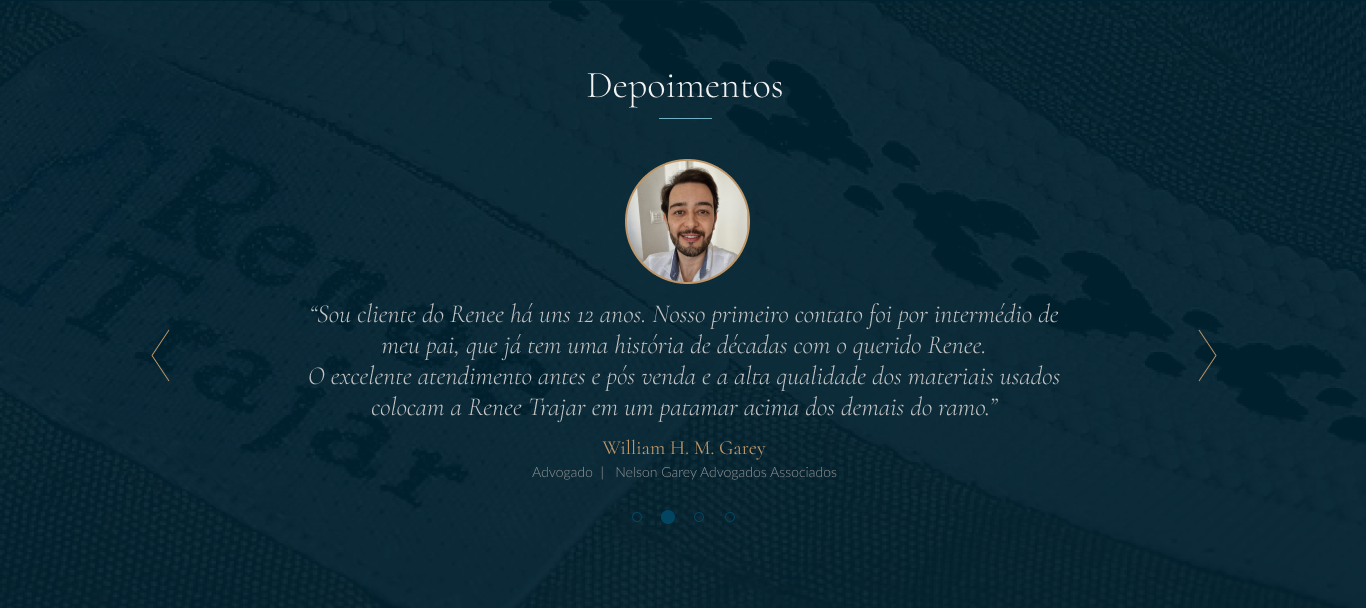 Depoimentos
Renee
Trajar
“Sou cliente do Renee há uns 12 anos. Nosso primeiro contato foi por intermédio de
meu pai, que já tem uma história de décadas com o querido Renee.
O excelente atendimento antes e pós venda e a alta qualidade dos materiais usados
colocam a Renee Trajar em um patamar acima dos demais do ramo.”
William H. M. Garey
Advogado | Nelson Garey Advogados Associados